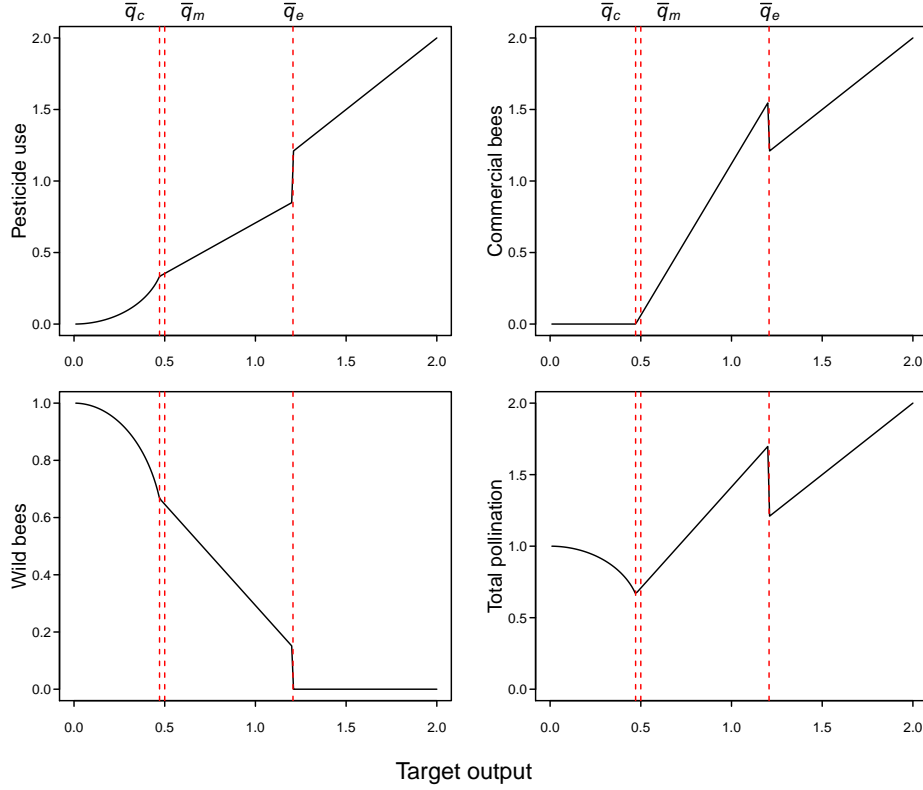 q̅c q̅m q̅e
q̅c q̅m q̅e
Pesticide use
2.0
1.5
1.0
0.5
0.0
0.0 0.5 1.0 1.5 2.0
Commercial bees
2.0
1.5
1.0
0.5
0.0
0.0 0.5 1.0 1.5 2.0
Wild bees
1.0
0.8
0.6
0.4
0.2
0.0
0.0 0.5 1.0 1.5 2.0
Total pollination
2.0
1.5
1.0
0.5
0.0
0.0 0.5 1.0 1.5 2.0
Target output